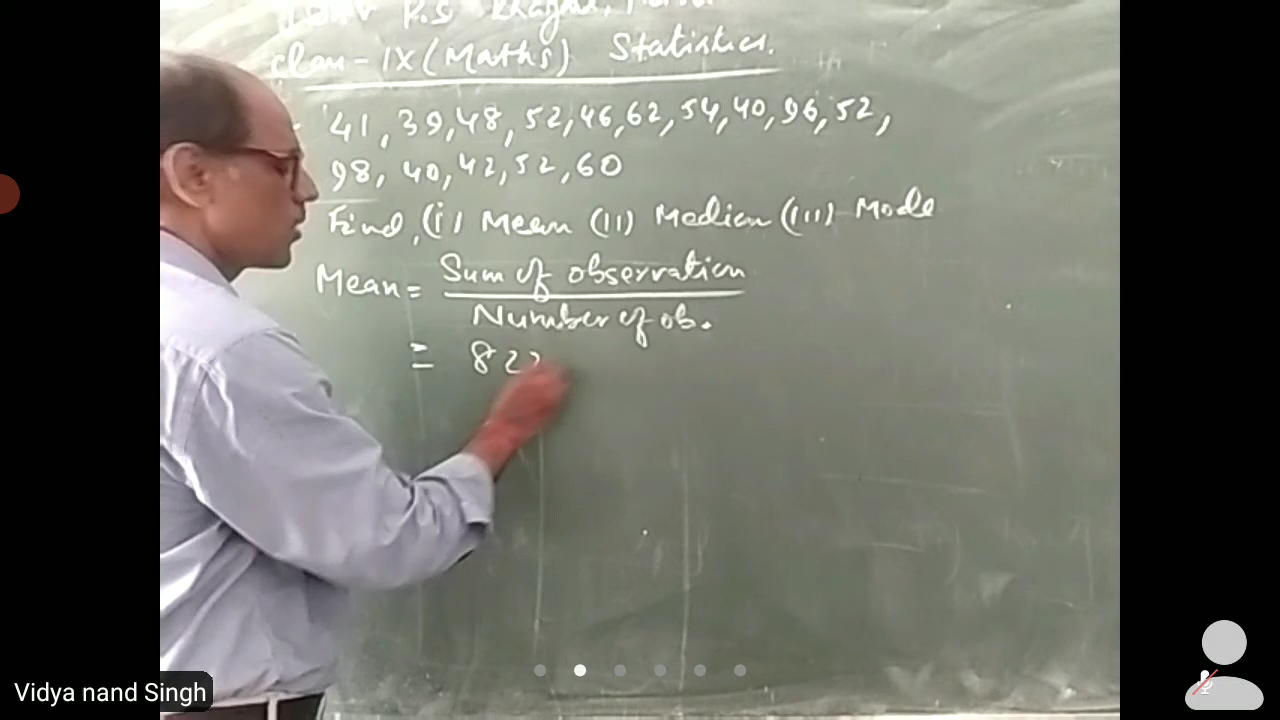 P.S
Class - IX (Maths) Statistics.
41, 39, 48, 52, 46, 62, 54, 40, 96, 52,
98, 40, 42, 52, 60
Find, (i) Mean (II) Median (III) Mode
Mean = Sum of observation
Number of ob.
= 822
Vidya nand Singh